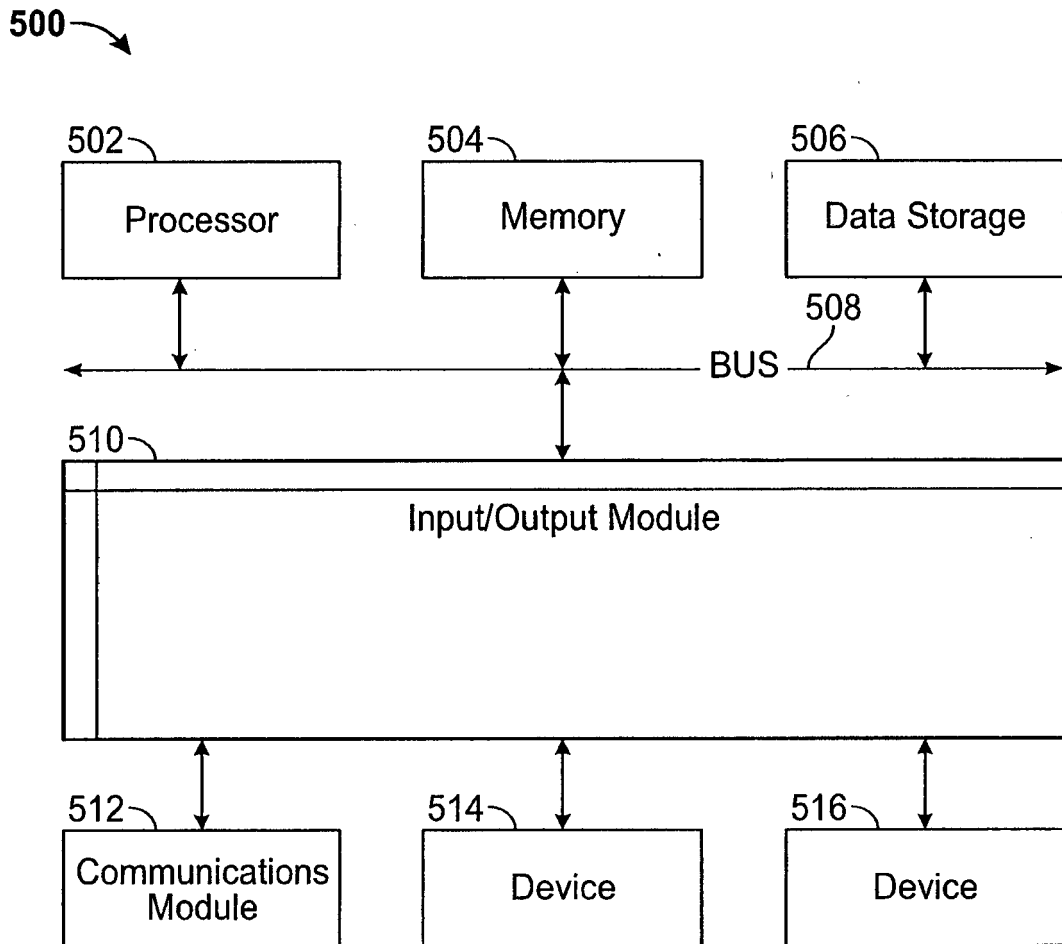 500
502
504
506
Processor
Memory
Data Storage
508
BUS
510
Input/Output Module
512
514
516
Communications
Module
Device
Device